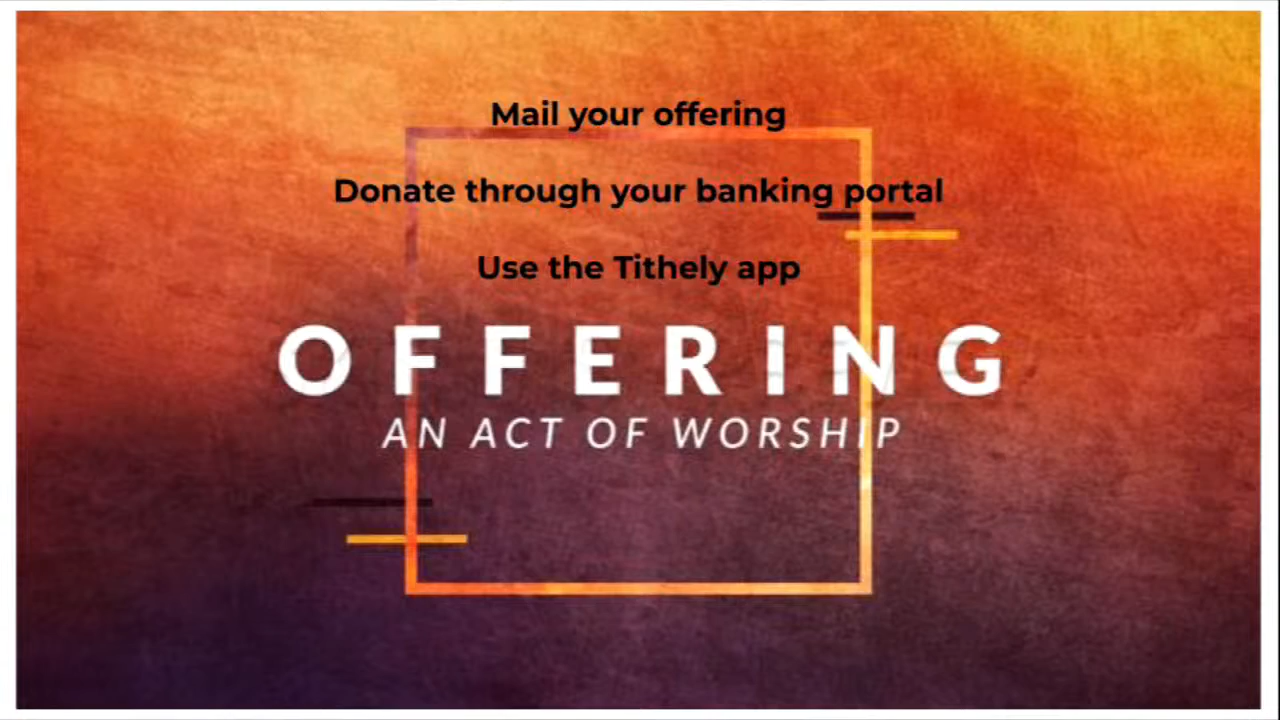 Mail your offering
Donate through your banking portal
Use the Tithely app
OFFERING
AN ACT OF WORSHIP